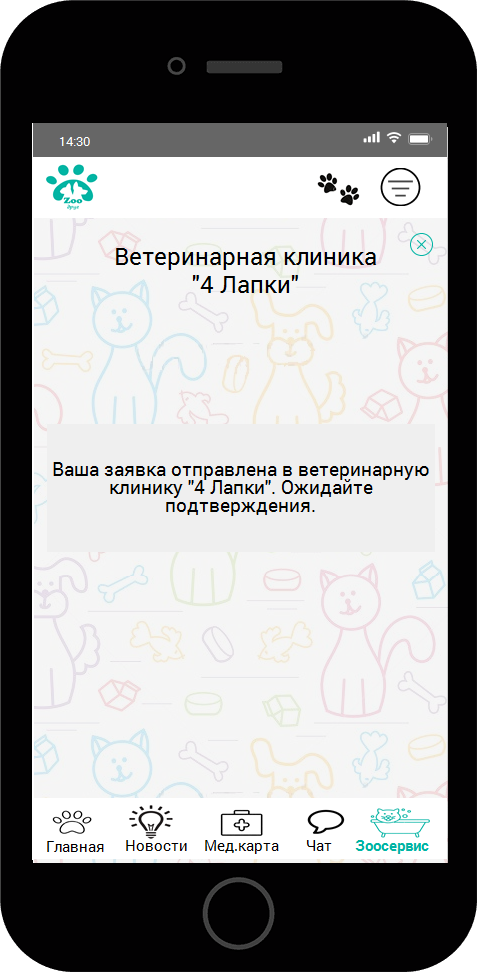 14:30
Zoo
друг
Ветеринарная клиника
"4 Лапки"
Ваша заявка отправлена в ветеринарную
клинику "4 Лапки". Ожидайте
подтверждения.
Главная Новости Мед.карта Чат Зоосервис